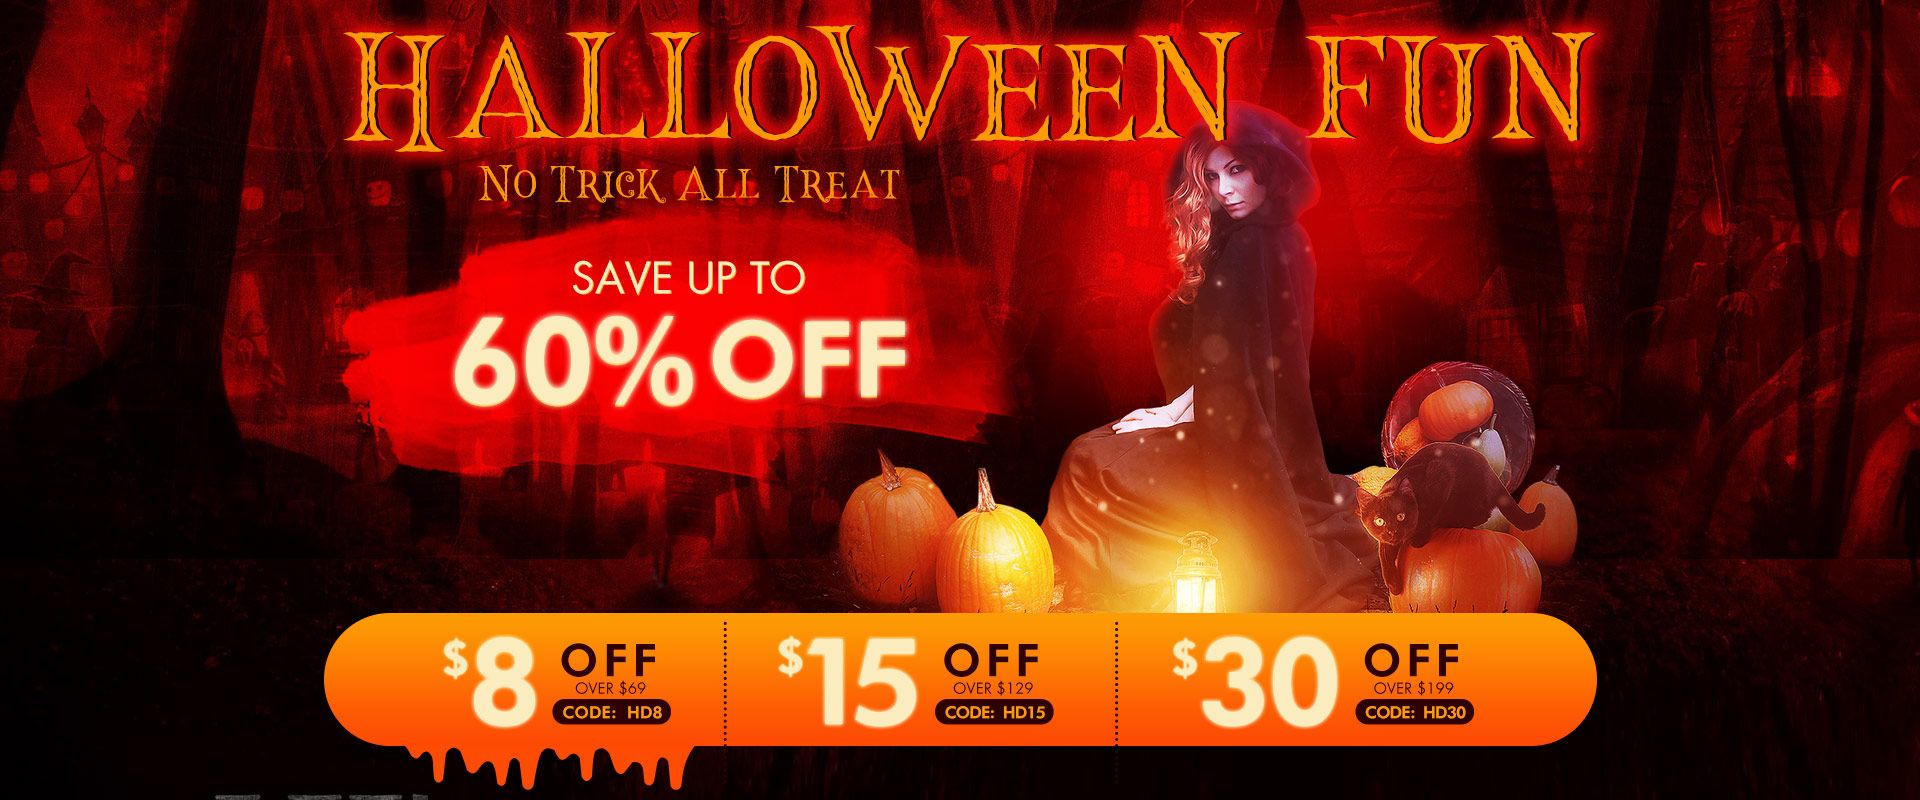 HALLOWEEN FUN
NO TRICK ALL TREAT
SAVE UP TO
60% OFF
$8 OFF
OVER $69
CODE: HD8
$15 OFF
OVER $129
CODE: HD15
$30 OFF
OVER $199
CODE: HD30